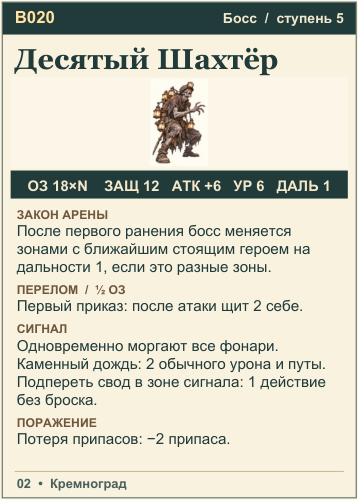 B020
Босс / ступень 5
Десятый Шахтёр
ОЗ 18×N ЗАЩ 12 АТК +6 УР 6 ДАЛЬ 1
ЗАКОН АРЕНЫ
После первого ранения босс меняется
зонами с ближайшим стоящим героем на
дальности 1, если это разные зоны.
ПЕРЕЛОМ / ½ ОЗ
Первый приказ: после атаки щит 2 себе.
СИГНАЛ
Одновременно моргают все фонари.
Каменный дождь: 2 обычного урона и путы.
Подпереть свод в зоне сигнала: 1 действие
без броска.
ПОРАЖЕНИЕ
Потеря припасов: −2 припаса.
02 • Кремноград